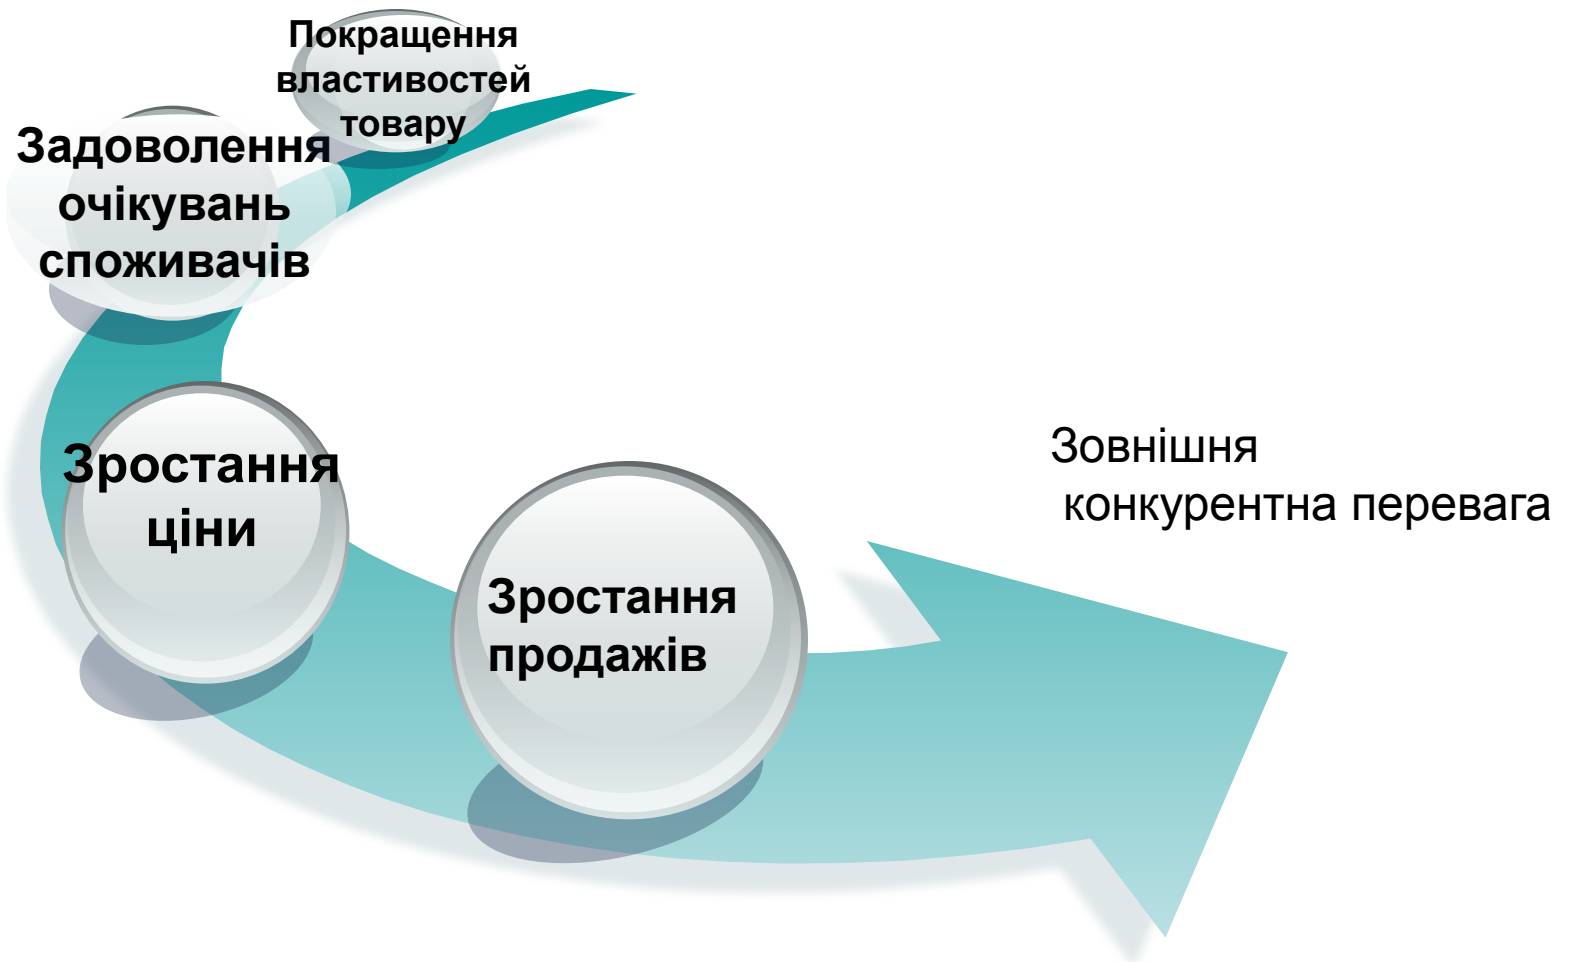 Покращення
властивостей
товару
Задоволення
очікувань
споживачів
Зростання
ціни
Зростання
продажів
Зовнішня
конкурентна перевага